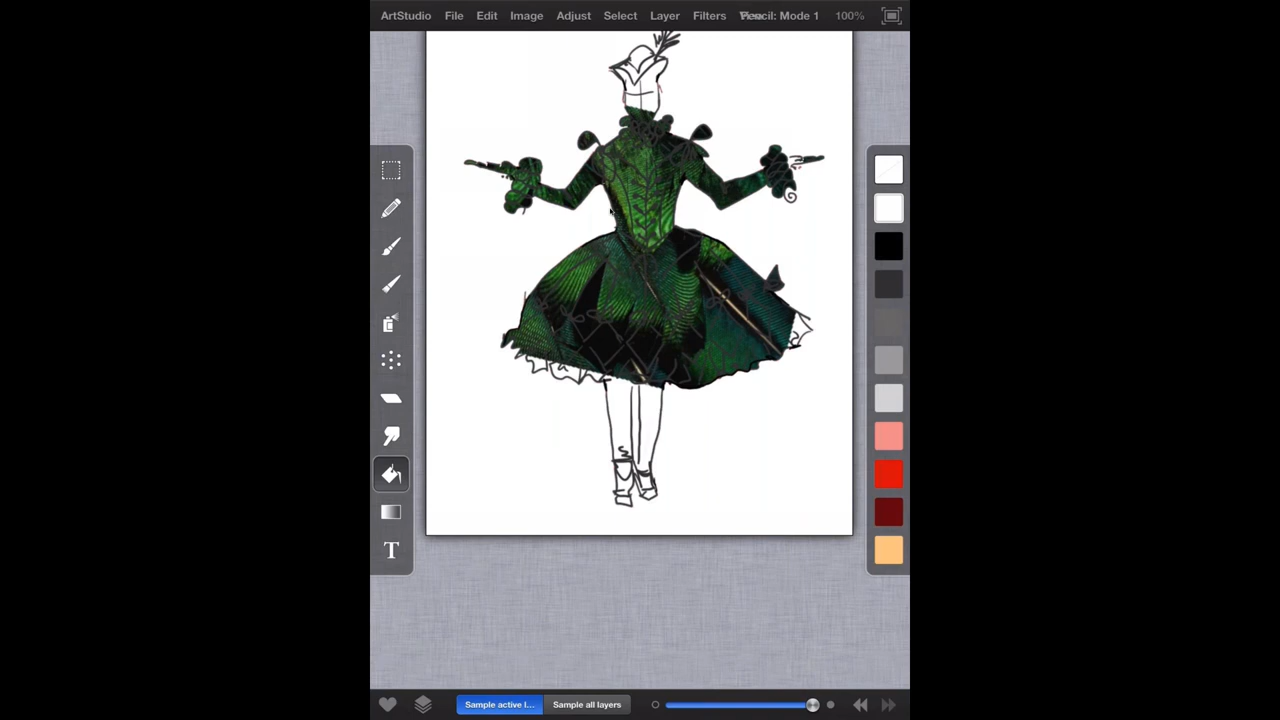 ArtStudio File Edit Image Adjust Select Layer Filters Pencil: Mode 1 100%
T
Sample active l... Sample all layers